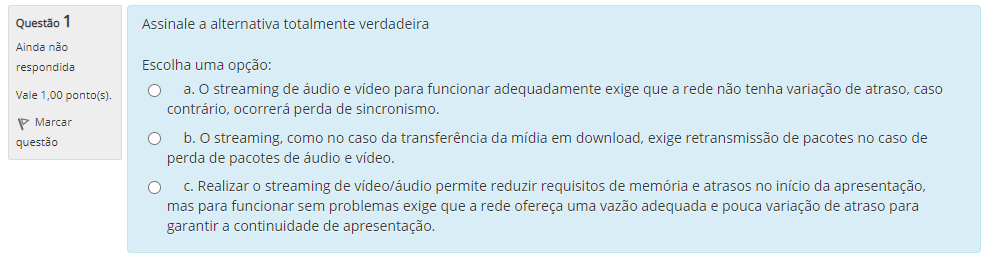 Questão 1
Ainda não
respondida
Vale 1,00 ponto(s).
Marcar
questão
Assinale a alternativa totalmente verdadeira
Escolha uma opção:
a. O streaming de áudio e vídeo para funcionar adequadamente exige que a rede não tenha variação de atraso, caso
contrário, ocorrerá perda de sincronismo.
b. O streaming, como no caso da transferência da mídia em download, exige retransmissão de pacotes no caso de
perda de pacotes de áudio e vídeo.
c. Realizar o streaming de vídeo/áudio permite reduzir requisitos de memória e atrasos no início da apresentação,
mas para funcionar sem problemas exige que a rede ofereça uma vazão adequada e pouca variação de atraso para
garantir a continuidade de apresentação.